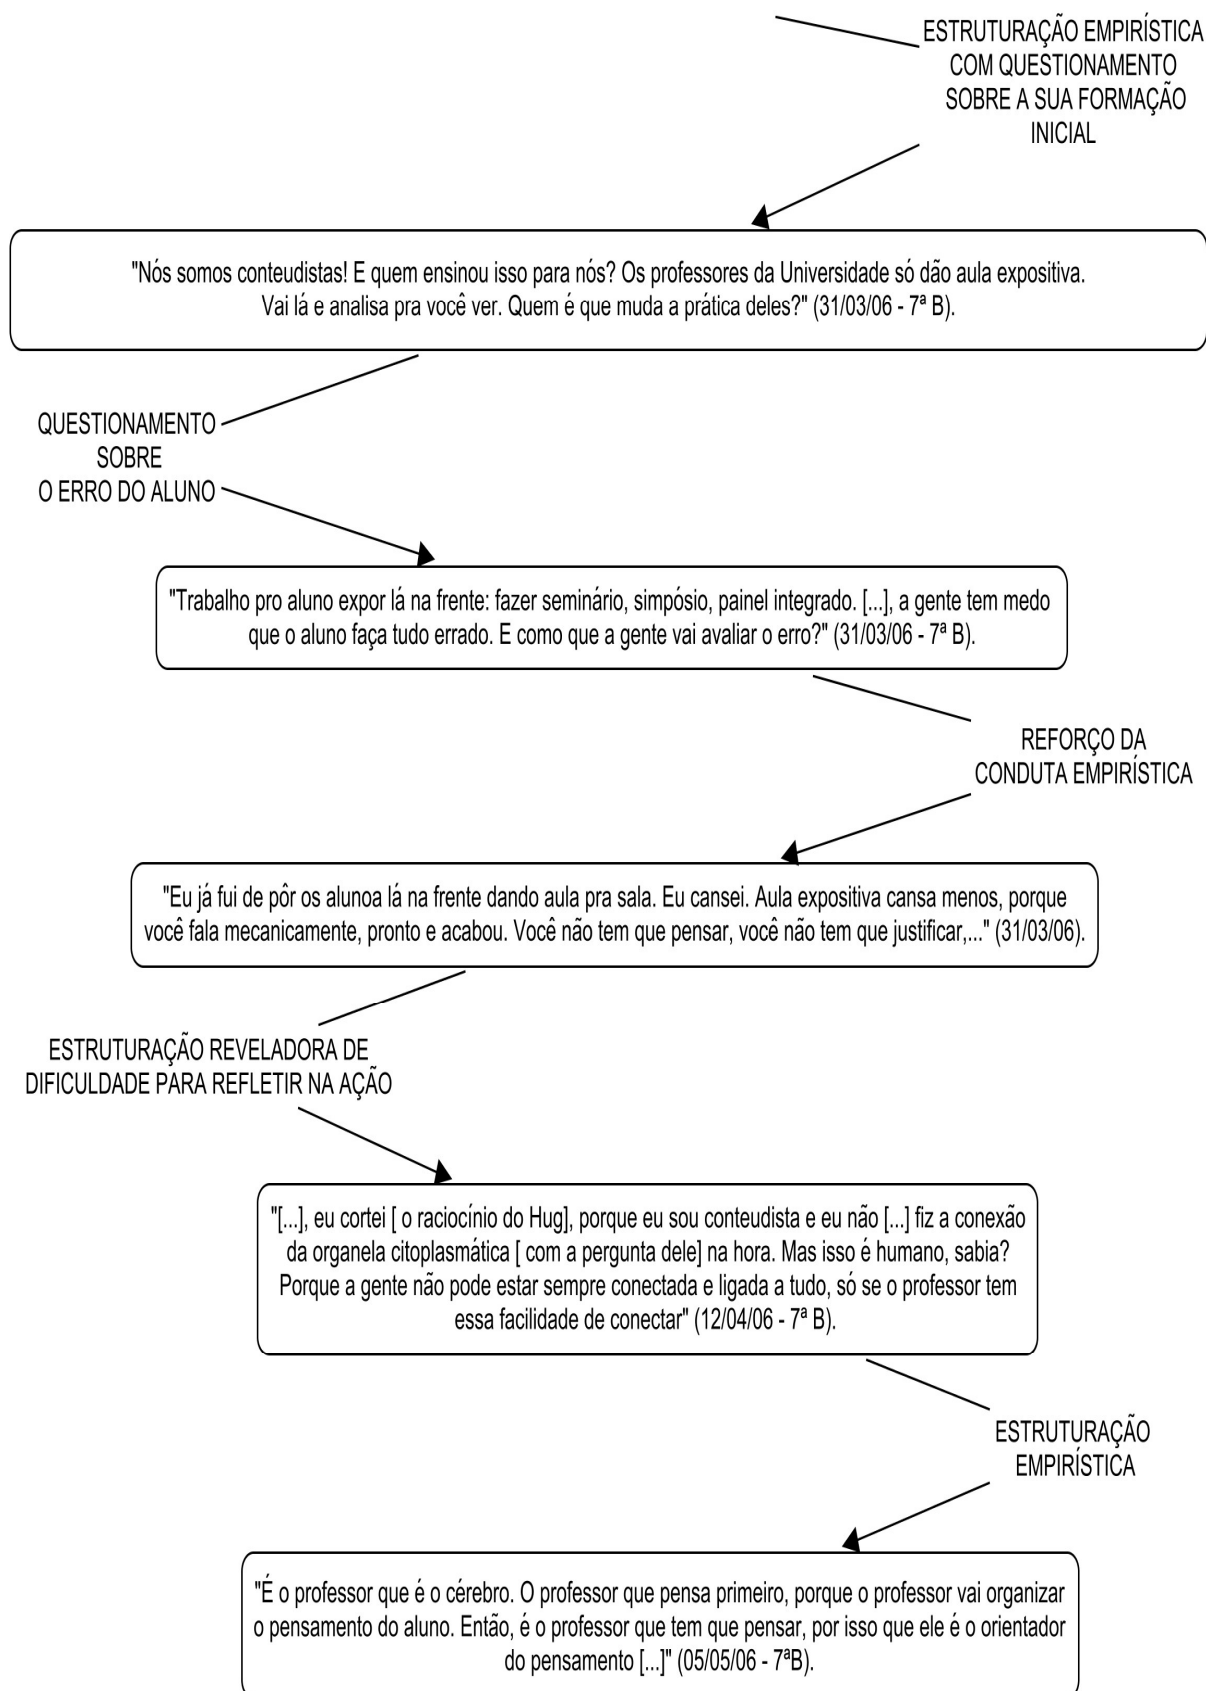 ESTRUTURAÇÃO EMPIRÍSTICA
COM QUESTIONAMENTO
SOBRE A SUA FORMAÇÃO
INICIAL
"Nós somos conteudistas! E quem ensinou isso para nós? Os professores da Universidade só dão aula expositiva.
Vai lá e analisa pra você ver. Quem é que muda a prática deles?" (31/03/06 - 7ª B).
QUESTIONAMENTO
SOBRE
O ERRO DO ALUNO
"Trabalho pro aluno expor lá na frente: fazer seminário, simpósio, painel integrado. [...], a gente tem medo
que o aluno faça tudo errado. E como que a gente vai avaliar o erro?" (31/03/06 - 7ª B).
REFORÇO DA
CONDUTA EMPIRÍSTICA
"Eu já fui de pôr os alunoa lá na frente dando aula pra sala. Eu cansei. Aula expositiva cansa menos, porque
você fala mecanicamente, pronto e acabou. Você não tem que pensar, você não tem que justificar,..." (31/03/06).
ESTRUTURAÇÃO REVELADORA DE
DIFICULDADE PARA REFLETIR NA AÇÃO
"[...], eu cortei [ o raciocínio do Hug], porque eu sou conteudista e eu não [...] fiz a conexão
da organela citoplasmática [ com a pergunta dele] na hora. Mas isso é humano, sabia?
Porque a gente não pode estar sempre conectada e ligada a tudo, só se o professor tem
essa facilidade de conectar" (12/04/06 - 7ª B).
ESTRUTURAÇÃO
EMPIRÍSTICA
"É o professor que é o cérebro. O professor que pensa primeiro, porque o professor vai organizar
o pensamento do aluno. Então, é o professor que tem que pensar, por isso que ele é o orientador
do pensamento [...]" (05/05/06 - 7ªB).